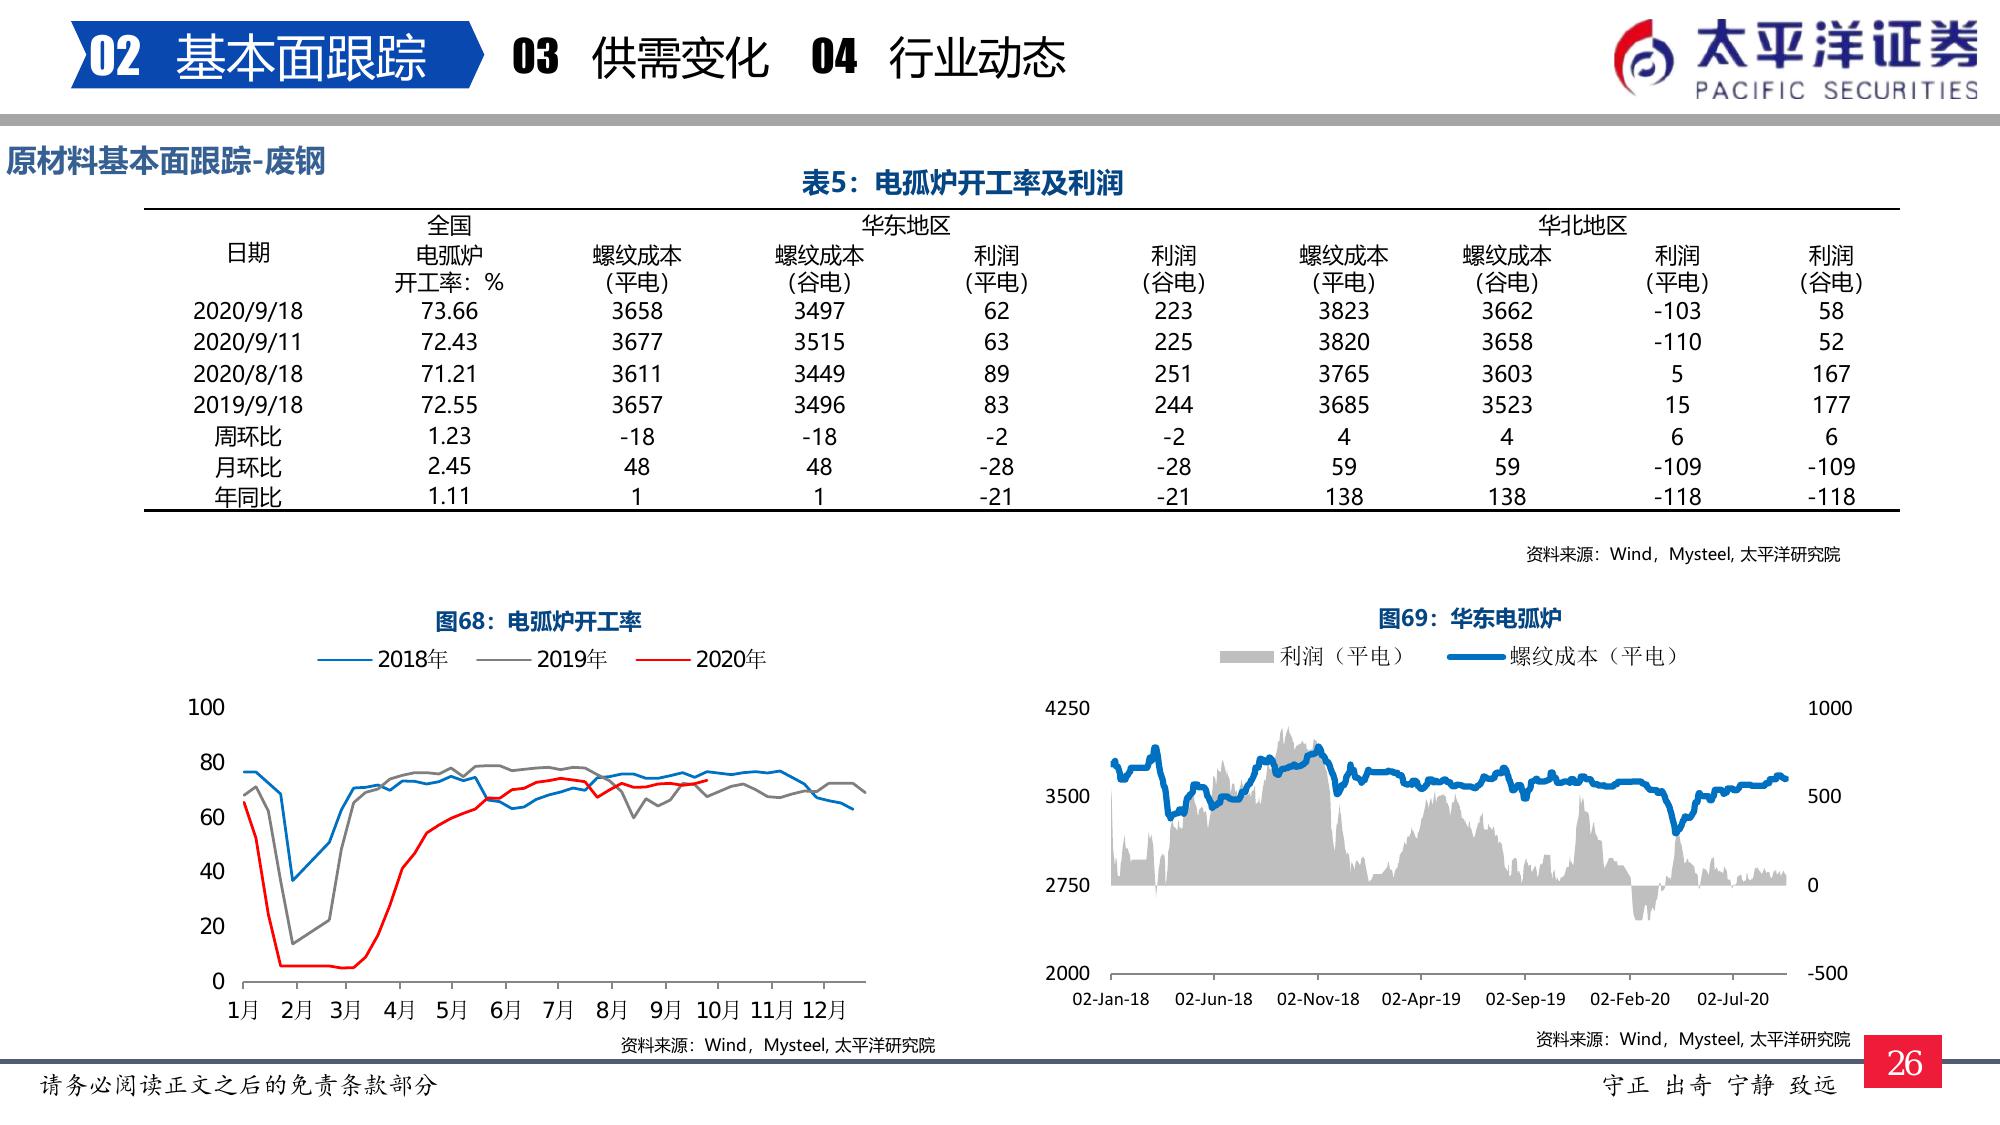 02 基本面跟踪 03 供需变化 04 行业动态
太平洋证券
PACIFIC SECURITIES
原材料基本面跟踪-废钢
表5：电弧炉开工率及利润
全国 华东地区 华北地区
日期 电弧炉 螺纹成本 螺纹成本 利润 利润 螺纹成本 螺纹成本 利润 利润
开工率：% （平电） （谷电） （平电） （谷电） （平电） （谷电） （平电） （谷电）
2020/9/18 73.66 3658 3497 62 223 3823 3662 -103 58
2020/9/11 72.43 3677 3515 63 225 3820 3658 -110 52
2020/8/18 71.21 3611 3449 89 251 3765 3603 5 167
2019/9/18 72.55 3657 3496 83 244 3685 3523 15 177
周环比 1.23 -18 -18 -2 -2 4 4 6 6
月环比 2.45 48 48 -28 -28 59 59 -109 -109
年同比 1.11 1 1 -21 -21 138 138 -118 -118
资料来源：Wind，Mysteel, 太平洋研究院
图68：电弧炉开工率
2018年 2019年 2020年
100
80
60
40
20
0
1月 2月 3月 4月 5月 6月 7月 8月 9月 10月 11月 12月
资料来源：Wind，Mysteel, 太平洋研究院
图69：华东电弧炉
利润（平电） 螺纹成本（平电）
4250 1000
3500 500
2750 0
2000 -500
02-Jan-18 02-Jun-18 02-Nov-18 02-Apr-19 02-Sep-19 02-Feb-20 02-Jul-20
资料来源：Wind，Mysteel, 太平洋研究院
请务必阅读正文之后的免责条款部分
守正 出奇 宁静 致远
26